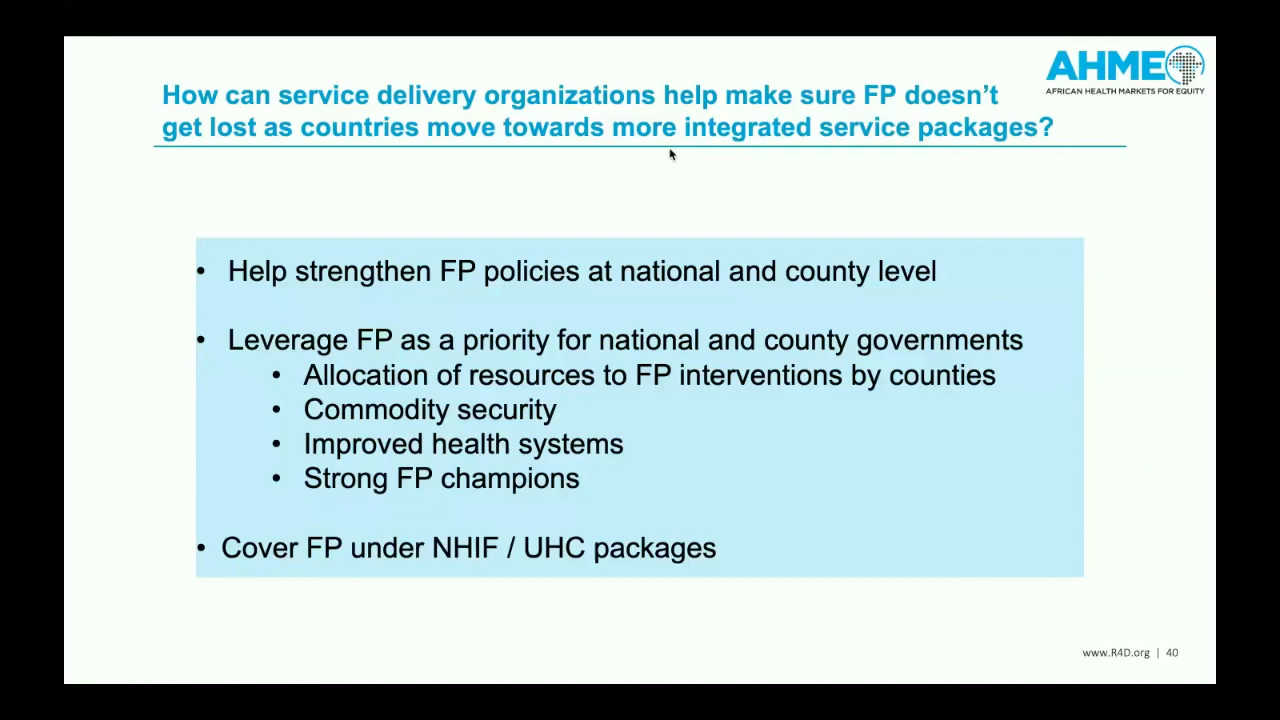 AHME
AFRICAN HEALTH MARKETS FOR EQUITY
How can service delivery organizations help make sure FP doesn’t
get lost as countries move towards more integrated service packages?
• Help strengthen FP policies at national and county level
• Leverage FP as a priority for national and county governments
• Allocation of resources to FP interventions by counties
• Commodity security
• Improved health systems
• Strong FP champions
• Cover FP under NHIF / UHC packages
www.R4D.org | 40